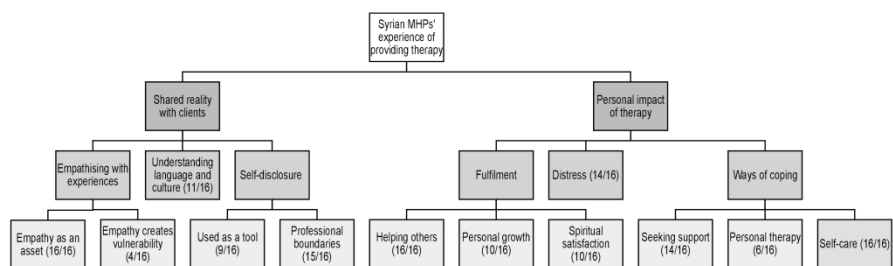 Syrian MHPs'
experience of
providing therapy
Shared reality
with clients
Personal impact
of therapy
Empathising with
experiences
Understanding
language and
culture (11/16)
Self-disclosure
Fulfilment
Distress (14/16)
Ways of coping
Empathy as an
asset (16/16)
Empathy creates
vulnerability
(4/16)
Used as a tool
(9/16)
Professional
boundaries
(15/16)
Helping others
(16/16)
Personal growth
(10/16)
Spiritual
satisfaction
(10/16)
Seeking support
(14/16)
Personal therapy
(6/16)
Self-care (16/16)